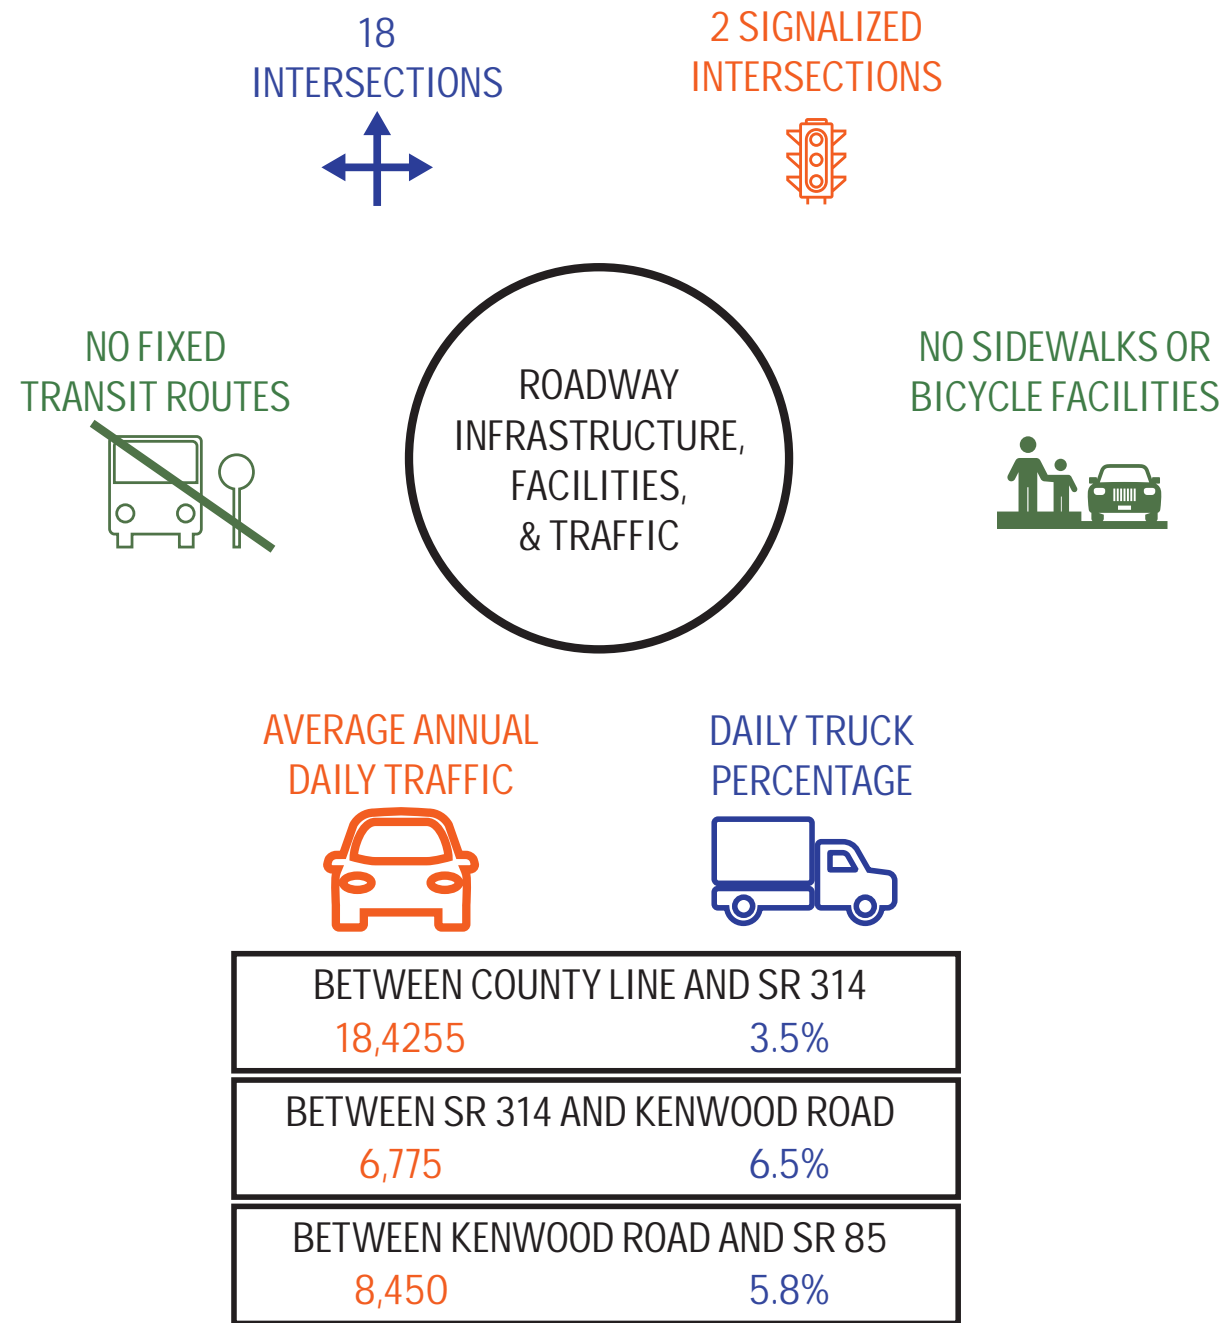 18
INTERSECTIONS
2 SIGNALIZED
INTERSECTIONS
NO FIXED
TRANSIT ROUTES
ROADWAY
INFRASTRUCTURE,
FACILITIES,
& TRAFFIC
NO SIDEWALKS OR
BICYCLE FACILITIES
AVERAGE ANNUAL
DAILY TRAFFIC
DAILY TRUCK
PERCENTAGE
BETWEEN COUNTY LINE AND SR 314
18,4255 3.5%
BETWEEN SR 314 AND KENWOOD ROAD
6,775 6.5%
BETWEEN KENWOOD ROAD AND SR 85
8,450 5.8%